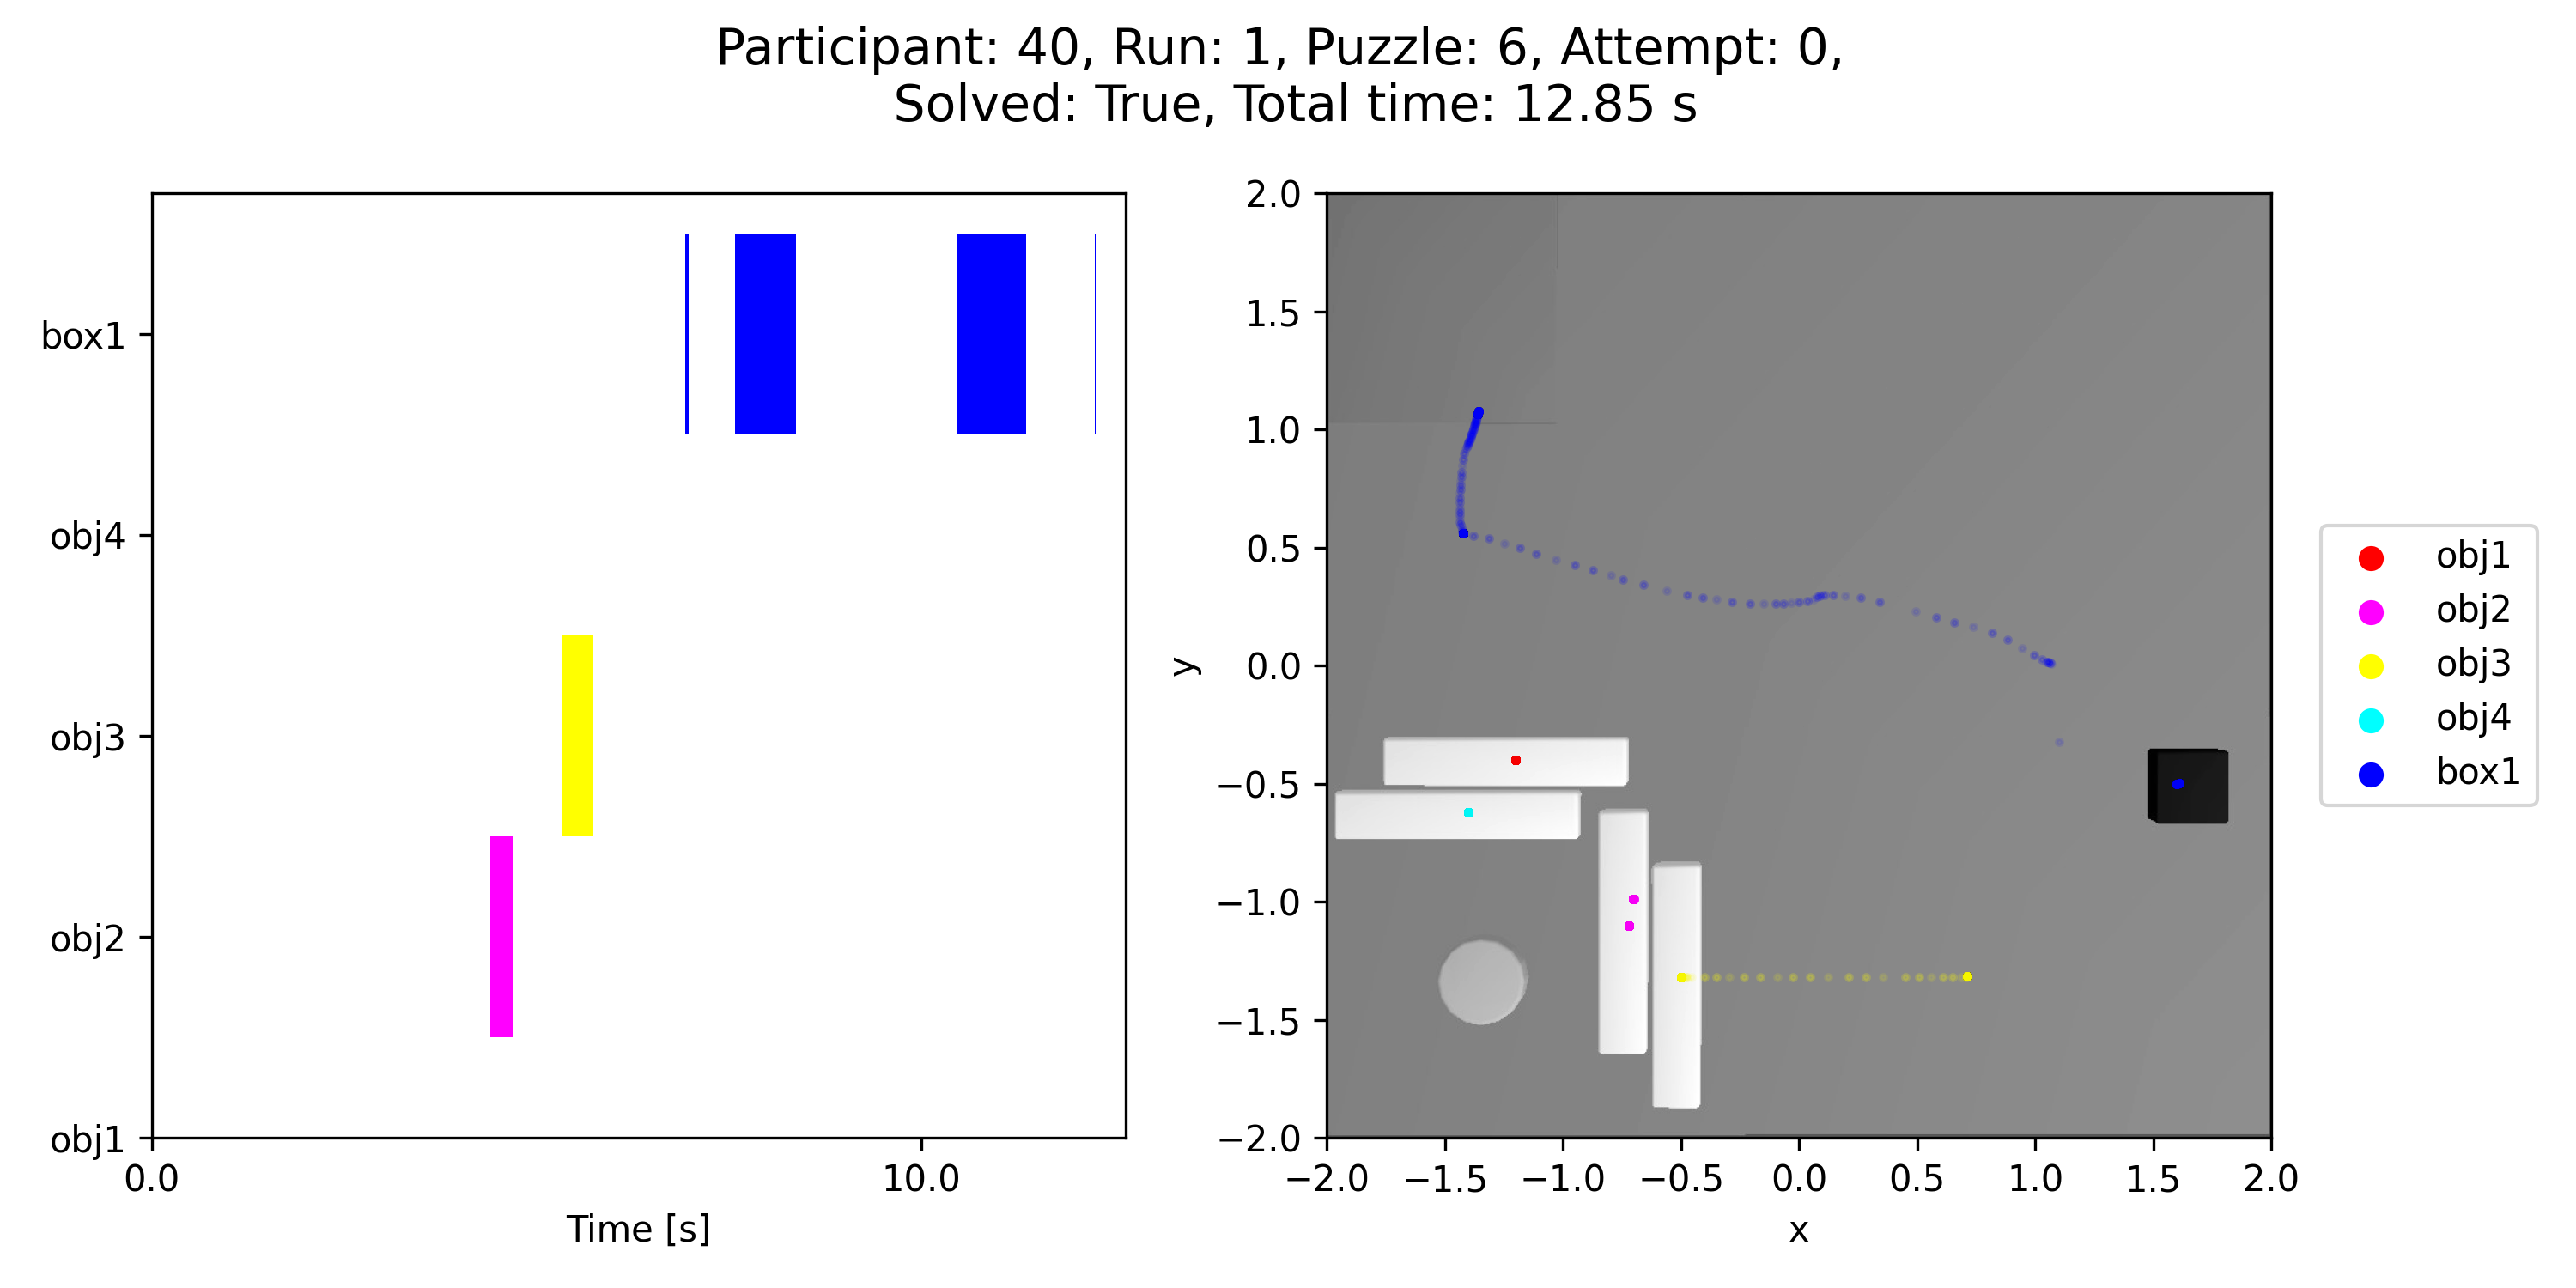 Participant: 40, Run: 1, Puzzle: 6, Attempt: 0,
Solved: True, Total time: 12.85 s
box1
obj4
obj3
obj2
obj1
0.0
10.0
Time [s]
2.0
1.5
1.0
0.5
0.0
−0.5
−1.0
−1.5
−2.0
y
−2.0
−1.5
−1.0
−0.5
0.0
0.5
1.0
1.5
2.0
x
obj1
obj2
obj3
obj4
box1